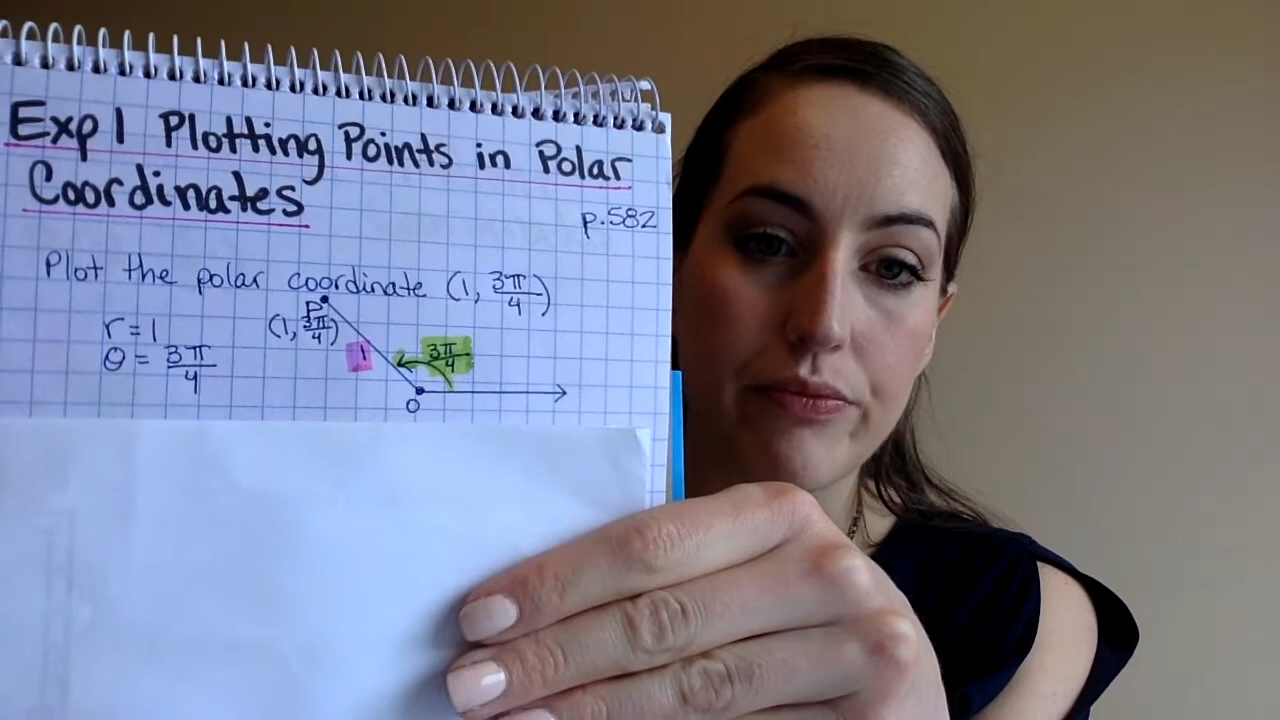 Exp 1 Plotting Points in Polar
Coordinates
p.582
Plot the polar coordinate (1, 3π/4)
r = 1
θ = 3π/4
P
(1, 3π/4)
1
3π/4
O